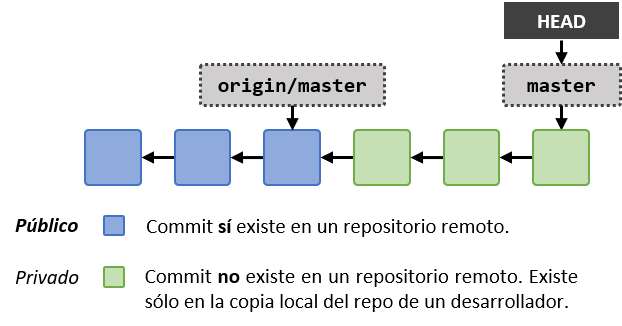 HEAD
origin/master
master
Público
Commit sí existe en un repositorio remoto.
Privado
Commit no existe en un repositorio remoto. Existe
sólo en la copia local del repo de un desarrollador.